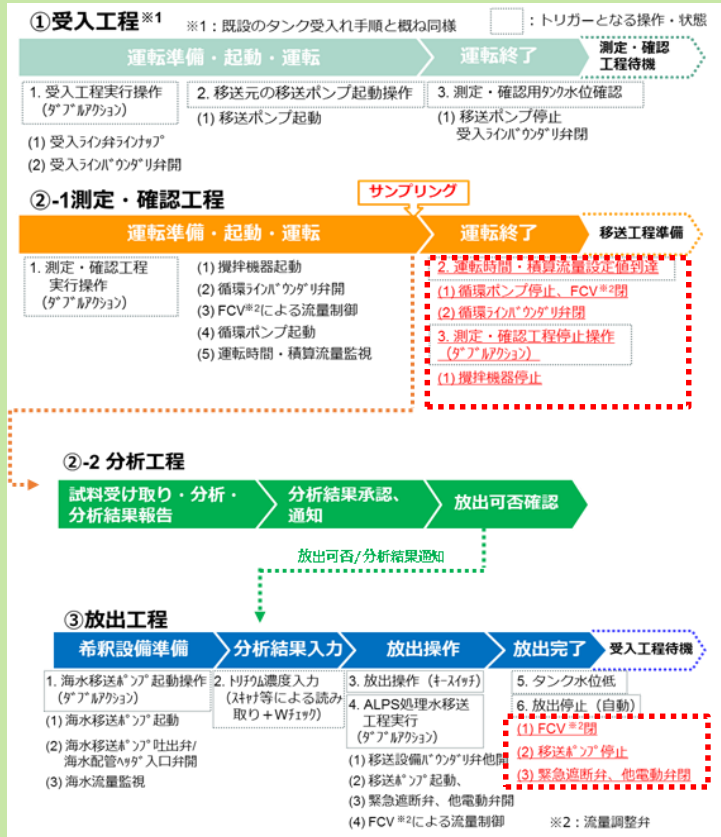 ①受入工程※1
※1：既設のタンク受入れ手順と概ね同様
：トリガーとなる操作・状態
運転準備・起動・運転
運転終了
測定・確認
工程待機
1. 受入工程実行操作
(ﾀﾞﾌﾞﾙｱｸｼｮﾝ)
(1) 受入ﾗｲﾝ弁ﾗｲﾝﾅｯﾌﾟ
(2) 受入ﾗｲﾝﾊﾞｳﾝﾀﾞﾘ弁開
2. 移送元の移送ポンプ起動操作
(1) 移送ポンプ起動
3. 測定・確認用ﾀﾝｸ水位確認
(1) 移送ポンプ停止
受入ﾗｲﾝﾊﾞｳﾝﾀﾞﾘ弁閉
②-1測定・確認工程
サンプリング
運転準備・起動・運転
運転終了
移送工程準備
1. 測定・確認工程
実行操作
(ﾀﾞﾌﾞﾙｱｸｼｮﾝ)
(1) 攪拌機器起動
(2) 循環ﾗｲﾝﾊﾞｳﾝﾀﾞﾘ弁開
(3) FCV※2による流量制御
(4) 循環ポンプ起動
(5) 運転時間・積算流量監視
2. 運転時間・積算流量設定値到達
(1) 循環ポンプ停止、FCV※2閉
(2) 循環ﾗｲﾝﾊﾞｳﾝﾀﾞﾘ弁閉
3. 測定・確認工程停止操作
(ﾀﾞﾌﾞﾙｱｸｼｮﾝ)
(1) 攪拌機器停止
②-2 分析工程
試料受け取り・分析・
分析結果報告
分析結果承認、
通知
放出可否確認
放出可否/分析結果通知
③放出工程
希釈設備準備
分析結果入力
放出操作
放出完了
受入工程待機
1. 海水移送ﾎﾟﾝﾌﾟ起動操作
(ﾀﾞﾌﾞﾙｱｸｼｮﾝ)
(1) 海水移送ﾎﾟﾝﾌﾟ起動
(2) 海水移送ﾎﾟﾝﾌﾟ吐出弁/
海水配管ﾍｯﾀﾞ入口弁開
(3) 海水流量監視
2. ﾄﾘﾁｳﾑ濃度入力
(ｽｷｬﾅ等による読み
取り+Wﾁｪｯｸ)
3. 放出操作 (ｷｰｽｲｯﾁ)
4. ALPS処理水移送
工程実行
(ﾀﾞﾌﾞﾙｱｸｼｮﾝ)
(1) 移送設備ﾊﾞｳﾝﾀﾞﾘ弁他開
(2) 移送ﾎﾟﾝﾌﾟ起動、
(3) 緊急遮断弁、他電動弁開
(4) FCV※2による流量制御
5. タンク水位低
6. 放出停止（自動）
(1) FCV※2閉
(2) 移送ﾎﾟﾝﾌﾟ停止
(3) 緊急遮断弁、他電動弁閉
※2：流量調整弁